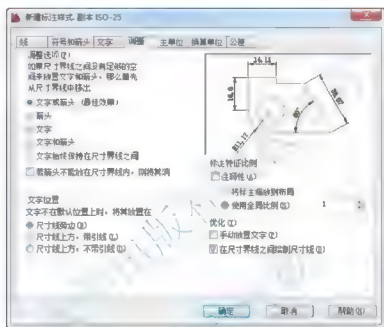 新建标注样式: 副本 ISO-25
线 符号和箭头 文字 调整 主单位 换算单位 公差
调整选项(F)
如果尺寸界线之间没有足够的空
间来放置文字和箭头，那么首先
从尺寸界线中移出
文字或箭头 (最佳效果)
箭头
文字
文字和箭头
文字始终保持在尺寸界线之间
若箭头不能放在尺寸界线内，则将其消
文字位置
文字不在默认位置上时，将其放置在
尺寸线旁边(B)
尺寸线上方，带引线(L)
尺寸线上方，不带引线(O)
14,11
16,6
60°
R11,17
标注特征比例
注释性(A)
将标注缩放到布局
使用全局比例(S) 1
优化(T)
手动放置文字(P)
在尺寸界线之间绘制尺寸线(D)
确定 取消 帮助(H)